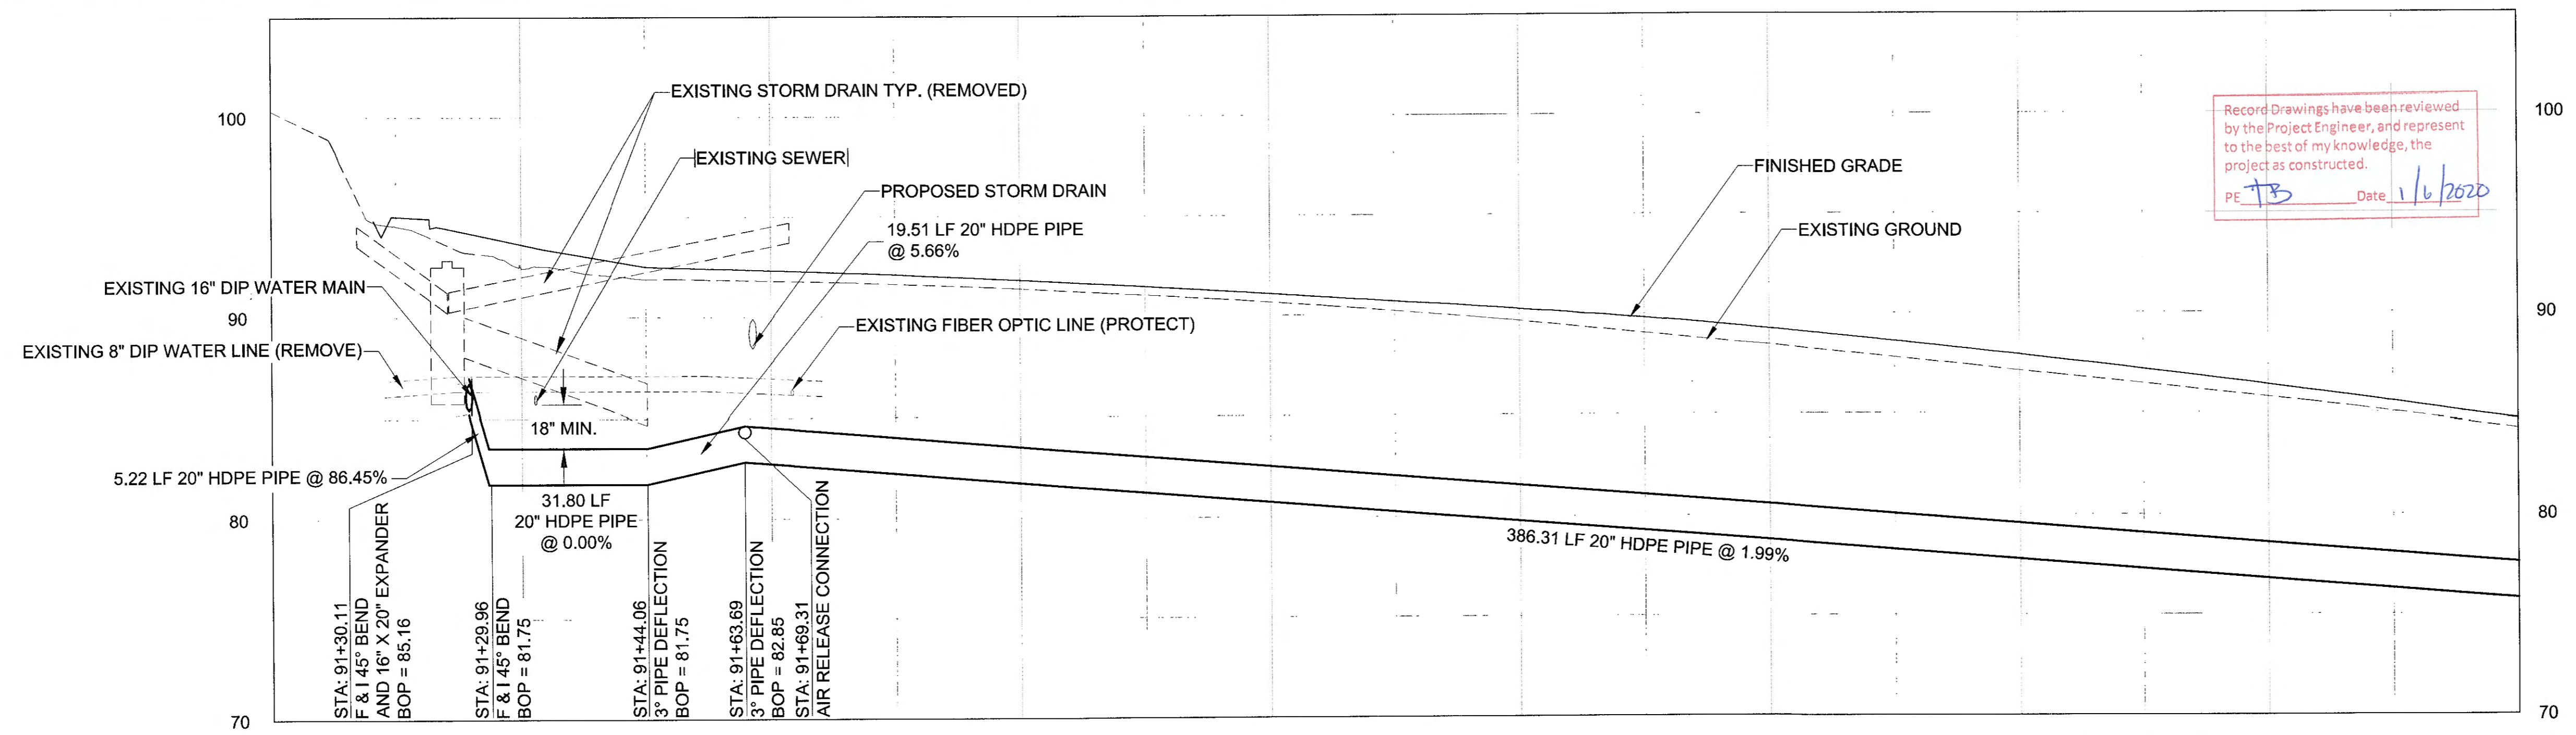 EXISTING STORM DRAIN TYP. (REMOVED)
EXISTING SEWER
PROPOSED STORM DRAIN
19.51 LF 20" HDPE PIPE
@ 5.66%
FINISHED GRADE
EXISTING GROUND
Record Drawings have been reviewed
by the Project Engineer, and represent
to the best of my knowledge, the
project as constructed.
PE TB Date 1/6/2020
100
100
EXISTING 16" DIP WATER MAIN
90
90
EXISTING FIBER OPTIC LINE (PROTECT)
EXISTING 8" DIP WATER LINE (REMOVE)
18" MIN.
5.22 LF 20" HDPE PIPE @ 86.45%
31.80 LF
20" HDPE PIPE
@ 0.00%
80
80
386.31 LF 20" HDPE PIPE @ 1.99%
STA: 91+30.11
F & I 45° BEND
AND 16" X 20" EXPANDER
BOP = 85.16
STA: 91+29.96
F & I 45° BEND
BOP = 81.75
STA: 91+44.06
3° PIPE DEFLECTION
BOP = 81.75
STA: 91+63.69
3° PIPE DEFLECTION
BOP = 82.85
STA: 91+69.31
AIR RELEASE CONNECTION
70
70